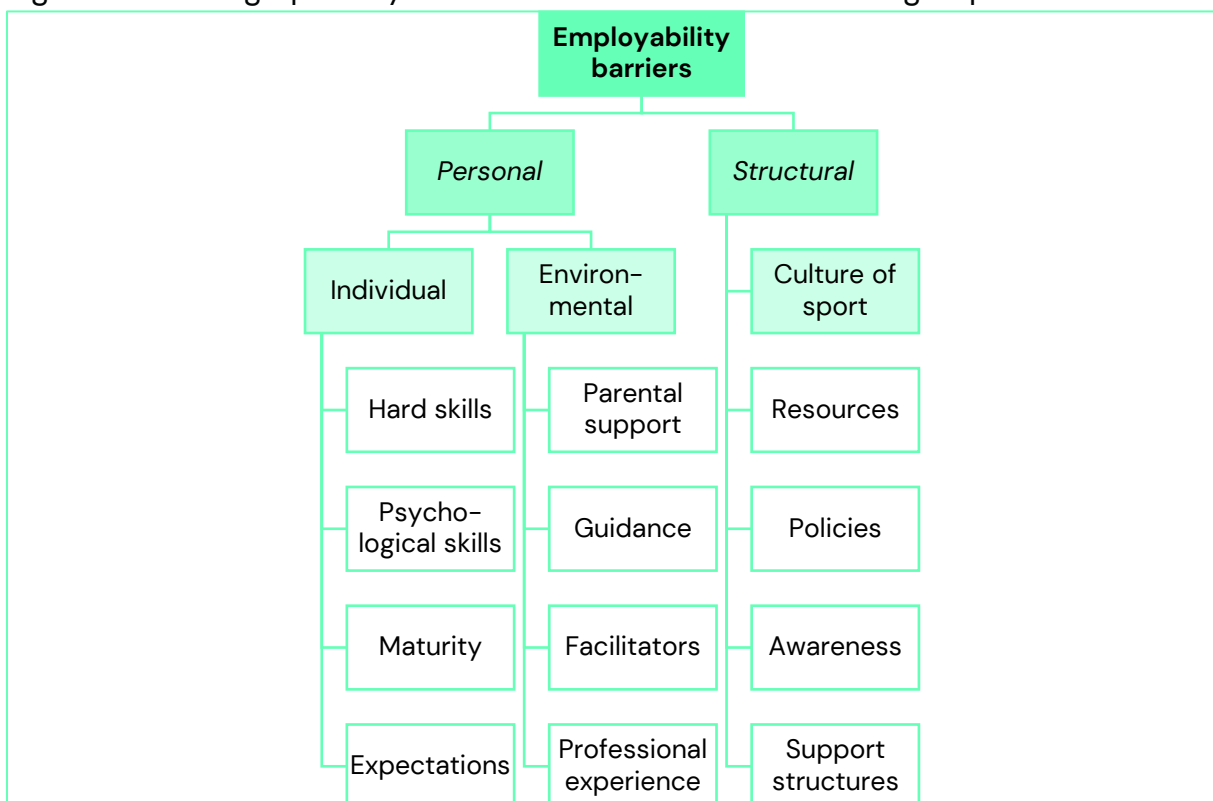 Employability
barriers
Personal
Structural
Individual
Environ-
mental
Culture of
sport
Hard skills
Parental
support
Resources
Psycho-
logical skills
Guidance
Policies
Maturity
Facilitators
Awareness
Expectations
Professional
experience
Support
structures